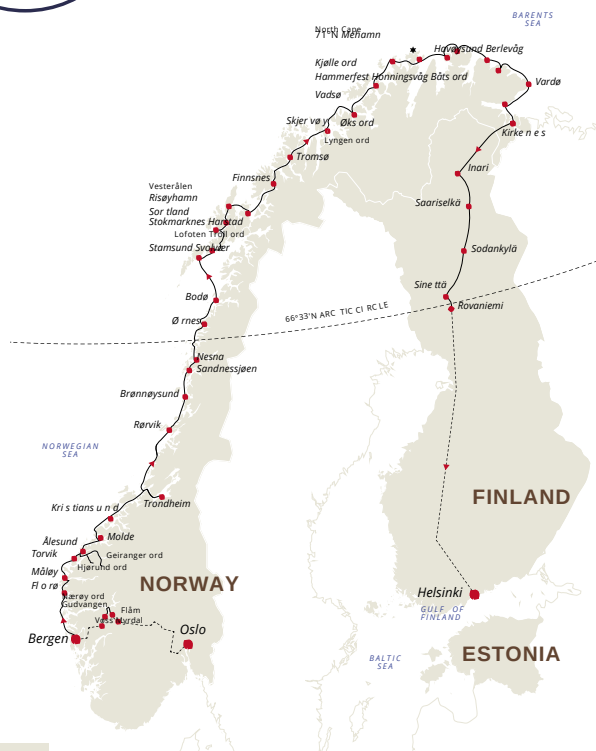 BARENTS
SEA
North Cape
71°N Mehamn
Havøysund Berlevåg
Kjølle ord
Hammerfest Honningsvåg Båts ord
Vardø
Vadsø
Skjer vø y Øks ord
Kirke n e s
Lyngen ord
Tromsø
Inari
Finnsnes
Vesterålen
Risøyhamn
Saariselkä
Sor tland
Stokmarknes Harstad
Lofoten Troll ord
Stamsund Svolvær
Sodankylä
Sine ttä
Bodø
Rovaniemi
66°33'N ARC TIC CI RC LE
Ø rnes
Nesna
Sandnessjøen
Brønnøysund
Rørvik
NORWEGIAN
SEA
FINLAND
Trondheim
Kri s tians u n d
Molde
Ålesund
Torvik
Geiranger ord
Hjørund ord
Måløy
Fl o rø
NORWAY
Nærøy ord
Gudvangen
Flåm
Voss Myrdal
Helsinki
GULF OF
FINLAND
Bergen
Oslo
ESTONIA
BALTIC
SEA